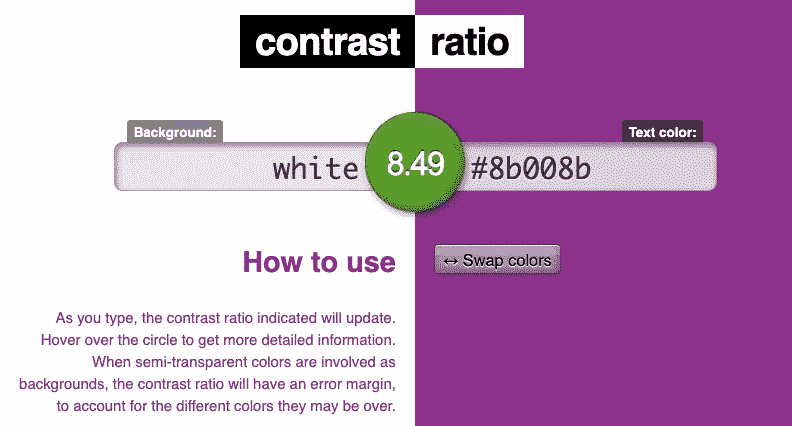 contrast ratio
Background:
Text color:
white 8.49 #8b008b
How to use
↔ Swap colors
As you type, the contrast ratio indicated will update.
Hover over the circle to get more detailed information.
When semi-transparent colors are involved as
backgrounds, the contrast ratio will have an error margin,
to account for the different colors they may be over.